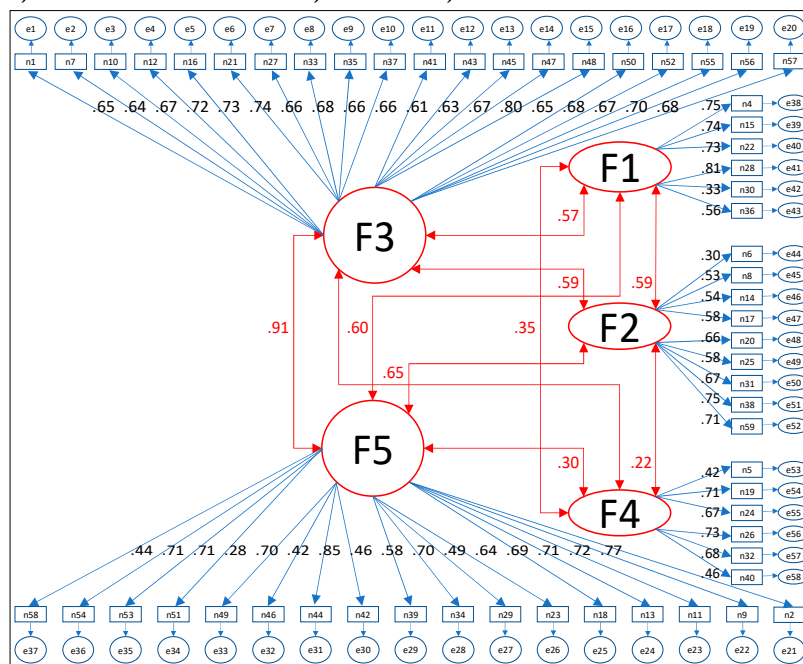 e1 e2 e3 e4 e5 e6 e7 e8 e9 e10 e11 e12 e13 e14 e15 e16 e17 e18 e19 e20
n1 n7 n10 n12 n16 n21 n27 n33 n35 n37 n41 n43 n45 n47 n48 n50 n52 n55 n56 n57
.65 .64 .67 .72 .73 .74 .66 .68 .66 .66 .61 .63 .67 .80 .65 .68 .67 .70 .68
.75 n4 e38
.74 n15 e39
.73 n22 e40
.81 n28 e41
.33 n30 e42
.56 n36 e43
F1
F3
.57
.30 n6 e44
.53 n8 e45
.54 n14 e46
.58 n17 e47
.66 n20 e48
.58 n25 e49
.67 n31 e50
.75 n38 e51
.71 n59 e52
.59 .59
F2
.91 .60 .35
.65
F5
.30 .22
F4
.42 n5 e53
.71 n19 e54
.67 n24 e55
.73 n26 e56
.68 n32 e57
.46 n40 e58
.44 .71 .71 .28 .70 .42 .85 .46 .58 .70 .49 .64 .69 .71 .72 .77
n58 n54 n53 n51 n49 n46 n44 n42 n39 n34 n29 n23 n18 n13 n11 n9 n2
e37 e36 e35 e34 e33 e32 e31 e30 e29 e28 e27 e26 e25 e24 e23 e22 e21